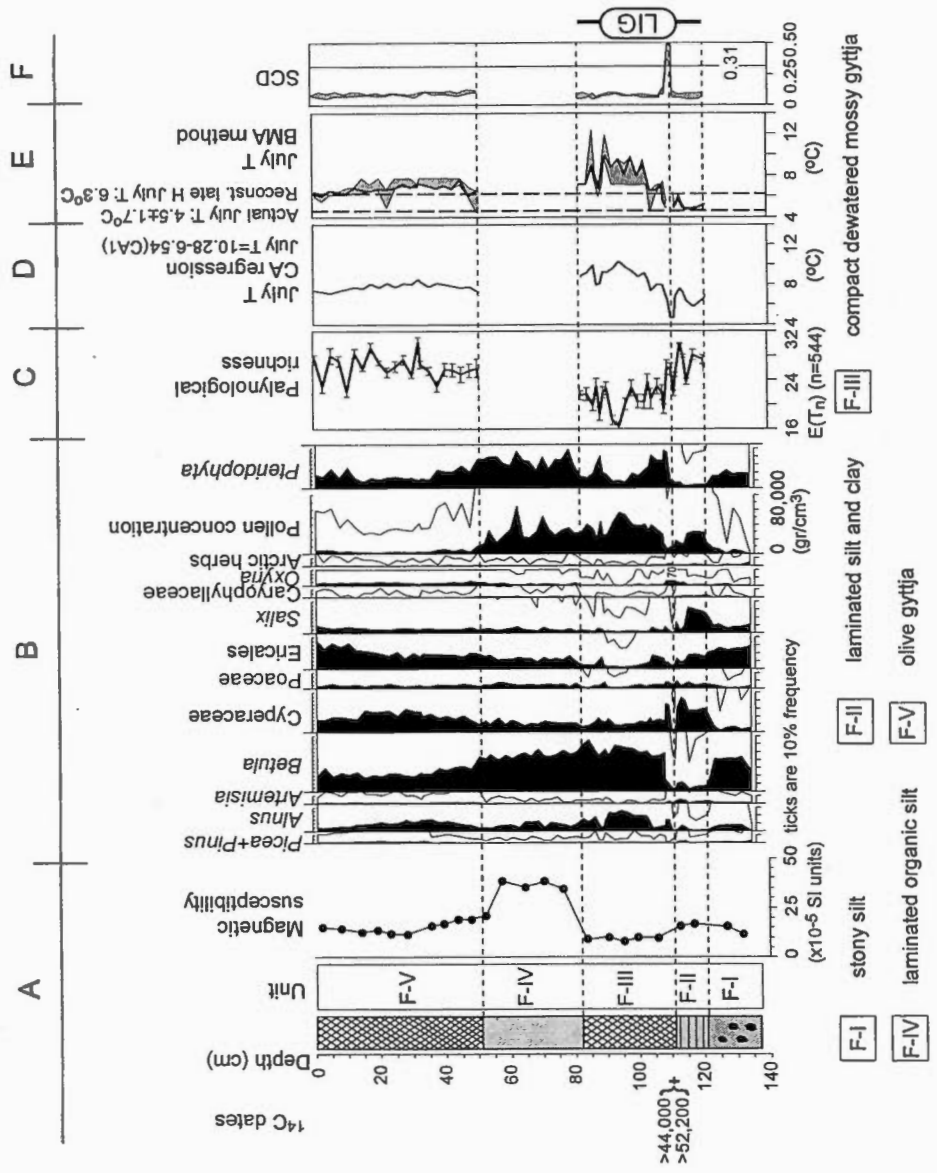 A B C D E F
14C dates
Depth (cm)
Unit
Magnetic susceptibility
Picea+Pinus
Alnus
Artemisia
Betula
Cyperaceae
Poaceae
Ericales
Salix
Caryophyllaceae
Oxyria
Arctic herbs
Pollen concentration
Pteridophyta
Palynological richness
July T
CA regression
July T=10.28-6.54(CA1)
Actual July T: 4.5±1.7ºC
Reconst. late H July T: 6.3ºC
July T
BMA method
SCD
0 20 40 60 80 100 120 140
>44,000
>52,200
}+
F-V
F-IV
F-III
F-II
F-I
0 25 50
(x10-5 SI units)
ticks are 10% frequency
70
0 80,000
(gr/cm3)
16 24 32
E(Tn) (n=544)
4 8 12
(ºC)
4 8 12
(ºC)
0 0.25 0.50
0.31
LIG
F-I stony silt
F-II laminated silt and clay
F-III compact dewatered mossy gyttja
F-IV laminated organic silt
F-V olive gyttja